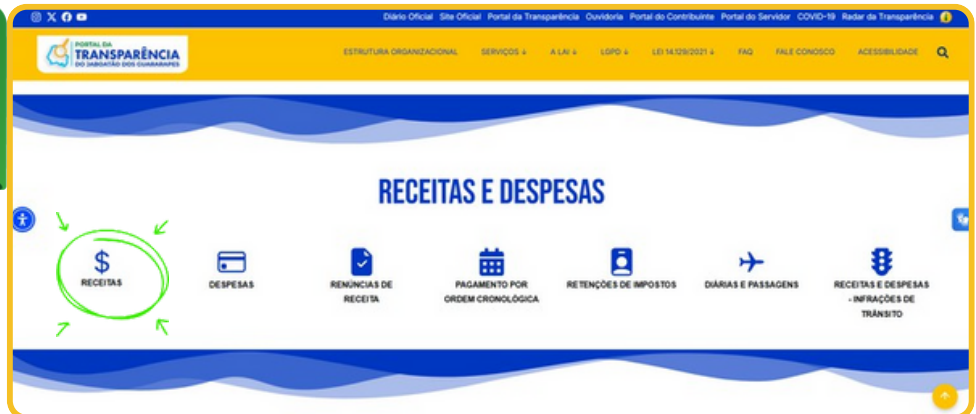 Diário Oficial Site Oficial Portal da Transparência Ouvidoria Portal do Contribuinte Portal do Servidor COVID-19 Radar da Transparência
PORTAL DA
TRANSPARÊNCIA
DO JABOATÃO DOS GUARARAPES
ESTRUTURA ORGANIZACIONAL SERVIÇOS ↓ A LAI ↓ LGPD ↓ LEI 14.129/2021 ↓ FAQ FALE CONOSCO ACESSIBILIDADE
RECEITAS E DESPESAS
RECEITAS
DESPESAS
RENÚNCIAS DE
RECEITA
PAGAMENTO POR
ORDEM CRONOLÓGICA
RETENÇÕES DE IMPOSTOS
DIÁRIAS E PASSAGENS
RECEITAS E DESPESAS
- INFRAÇÕES DE
TRÂNSITO